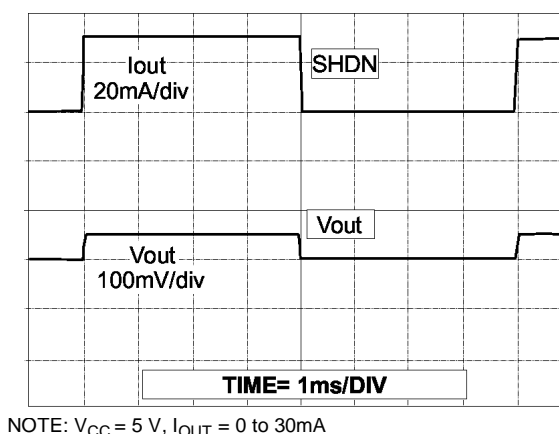 Iout
20mA/div
SHDN
Vout
Vout
100mV/div
TIME= 1ms/DIV
NOTE: VCC = 5 V, IOUT = 0 to 30mA